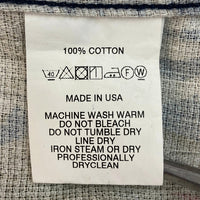 100% COTTON
MADE IN USA
MACHINE WASH WARM
DO NOT BLEACH
DO NOT TUMBLE DRY
LINE DRY
IRON STEAM OR DRY
PROFESSIONALLY
DRYCLEAN